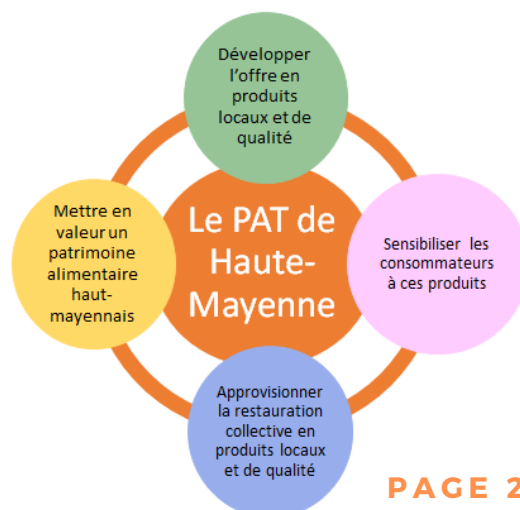 Développer
l'offre en
produits
locaux et de
qualité
Mettre en
valeur un
patrimoine
alimentaire
haut-
mayennais
Le PAT de
Haute-
Mayenne
Sensibiliser les
consommateurs
à ces produits
Approvisionner
la restauration
collective en
produits locaux
et de qualité
PAGE 2